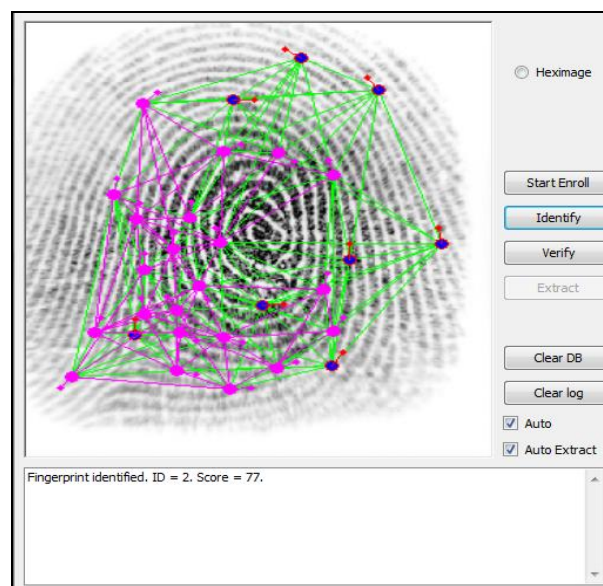 Heximage
Start Enroll
Identify
Verify
Extract
Clear DB
Clear log
Auto
Auto Extract
Fingerprint identified. ID = 2. Score = 77.